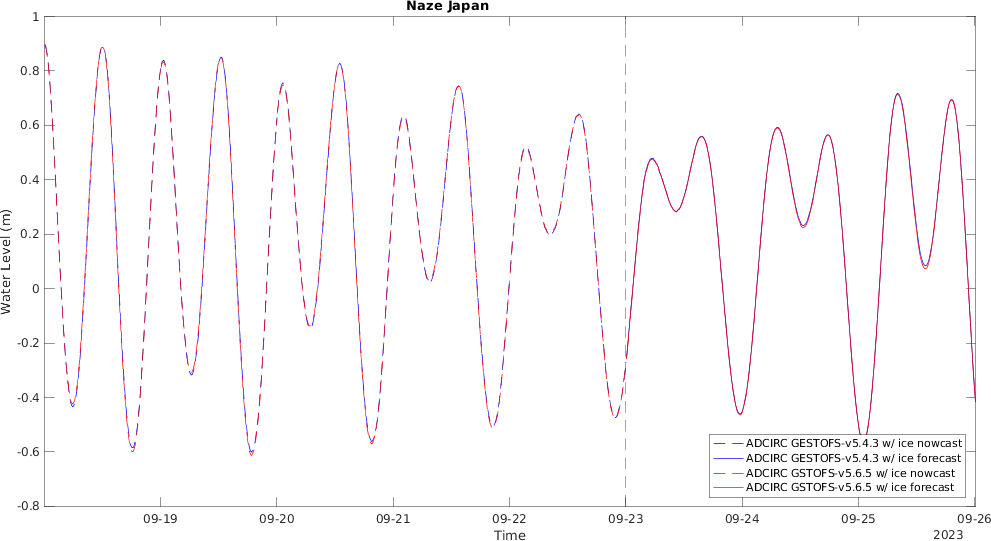 Naze Japan
Water Level (m)
1
0.8
0.6
0.4
0.2
0
-0.2
-0.4
-0.6
-0.8
ADCIRC GESTOFS-v5.4.3 w/ ice nowcast
ADCIRC GESTOFS-v5.4.3 w/ ice forecast
ADCIRC GSTOFS-v5.6.5 w/ ice nowcast
ADCIRC GSTOFS-v5.6.5 w/ ice forecast
09-19 09-20 09-21 09-22 09-23 09-24 09-25 09-26
Time
2023